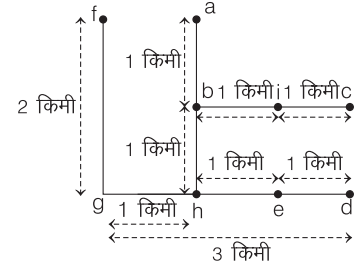 f a
1 किमी
b 1 किमी i 1 किमी c
2 किमी
1 किमी 1 किमी 1 किमी
g 1 किमी h e d
3 किमी